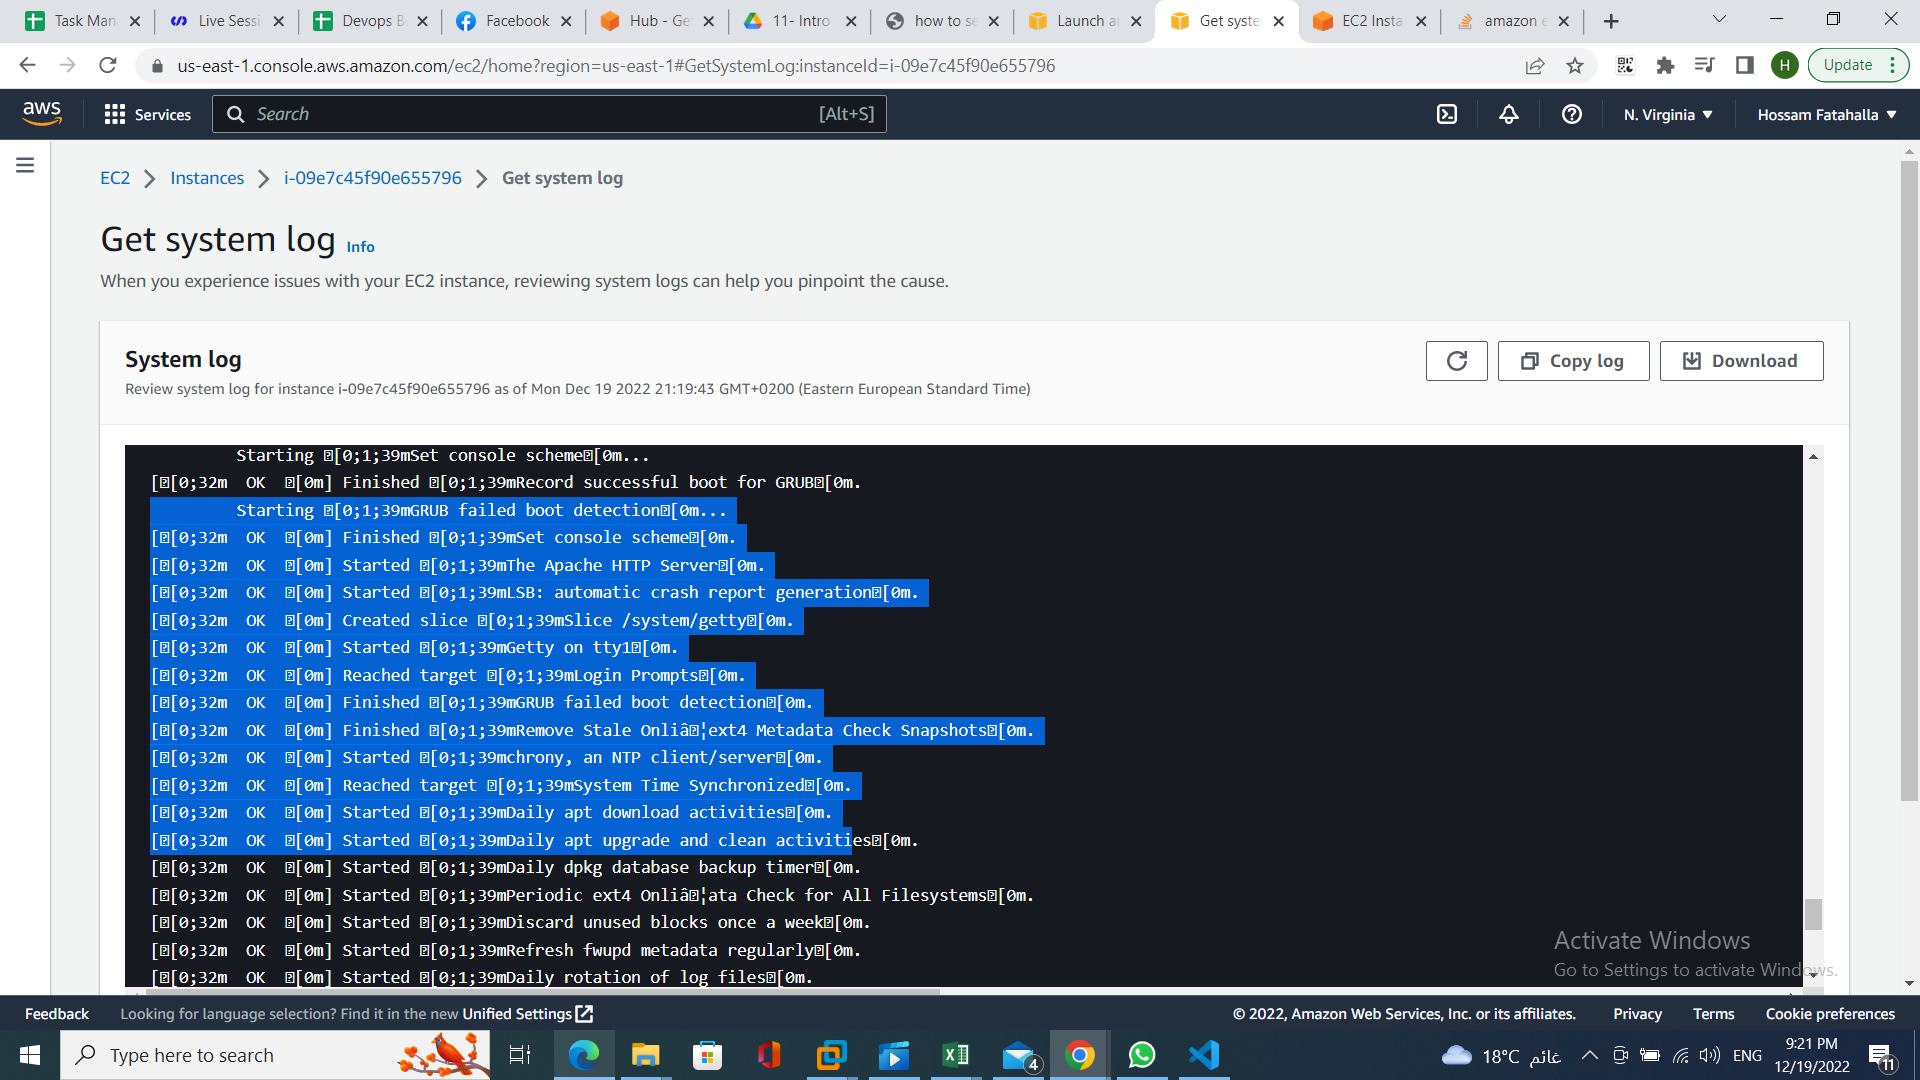 Task Man
Live Sessi
Devops B
Facebook
Hub - Ge
11- Intro
how to se
Launch a
Get syste
EC2 Insta
amazon e
us-east-1.console.aws.amazon.com/ec2/home?region=us-east-1#GetSystemLog:instanceId=i-09e7c45f90e655796
H
Update
aws
Services
Search
[Alt+S]
N. Virginia
Hossam Fatahalla
EC2
Instances
i-09e7c45f90e655796
Get system log
Get system log Info
When you experience issues with your EC2 instance, reviewing system logs can help you pinpoint the cause.
System log
Review system log for instance i-09e7c45f90e655796 as of Mon Dec 19 2022 21:19:43 GMT+0200 (Eastern European Standard Time)
Copy log
Download
Starting [0;1;39mSet console scheme[0m...
[[0;32m  OK  [0m] Finished [0;1;39mRecord successful boot for GRUB[0m.
Starting [0;1;39mGRUB failed boot detection[0m...
[[0;32m  OK  [0m] Finished [0;1;39mSet console scheme[0m.
[[0;32m  OK  [0m] Started [0;1;39mThe Apache HTTP Server[0m.
[[0;32m  OK  [0m] Started [0;1;39mLSB: automatic crash report generation[0m.
[[0;32m  OK  [0m] Created slice [0;1;39mSlice /system/getty[0m.
[[0;32m  OK  [0m] Started [0;1;39mGetty on tty1[0m.
[[0;32m  OK  [0m] Reached target [0;1;39mLogin Prompts[0m.
[[0;32m  OK  [0m] Finished [0;1;39mGRUB failed boot detection[0m.
[[0;32m  OK  [0m] Finished [0;1;39mRemove Stale Onliâ¦ext4 Metadata Check Snapshots[0m.
[[0;32m  OK  [0m] Started [0;1;39mchrony, an NTP client/server[0m.
[[0;32m  OK  [0m] Reached target [0;1;39mSystem Time Synchronized[0m.
[[0;32m  OK  [0m] Started [0;1;39mDaily apt download activities[0m.
[[0;32m  OK  [0m] Started [0;1;39mDaily apt upgrade and clean activities[0m.
[[0;32m  OK  [0m] Started [0;1;39mDaily dpkg database backup timer[0m.
[[0;32m  OK  [0m] Started [0;1;39mPeriodic ext4 Onliâ¦ata Check for All Filesystems[0m.
[[0;32m  OK  [0m] Started [0;1;39mDiscard unused blocks once a week[0m.
[[0;32m  OK  [0m] Started [0;1;39mRefresh fwupd metadata regularly[0m.
[[0;32m  OK  [0m] Started [0;1;39mDaily rotation of log files[0m.
Activate Windows
Go to Settings to activate Windows.
Feedback
Looking for language selection? Find it in the new Unified Settings
© 2022, Amazon Web Services, Inc. or its affiliates.
Privacy
Terms
Cookie preferences
Type here to search
4
18°C غائم
ENG
9:21 PM
12/19/2022
11